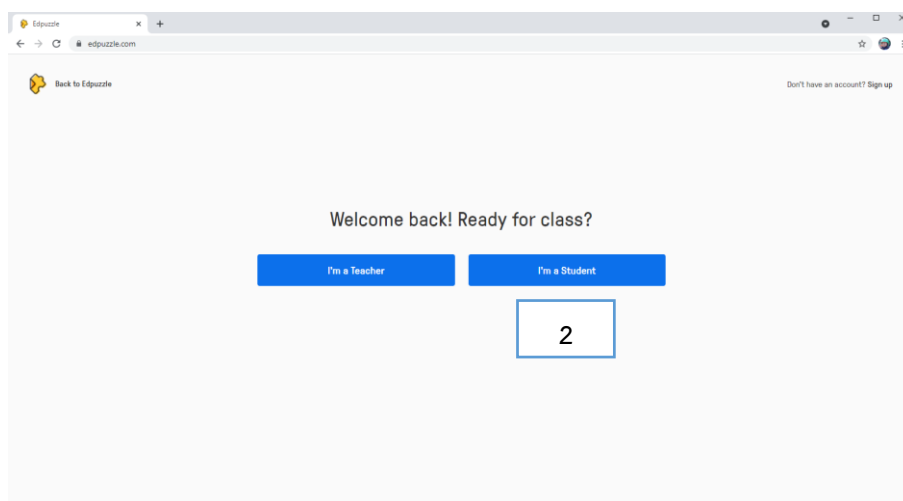 Edpuzzle
edpuzzle.com
Back to Edpuzzle
Don't have an account? Sign up
Welcome back! Ready for class?
I'm a Teacher
I'm a Student
2